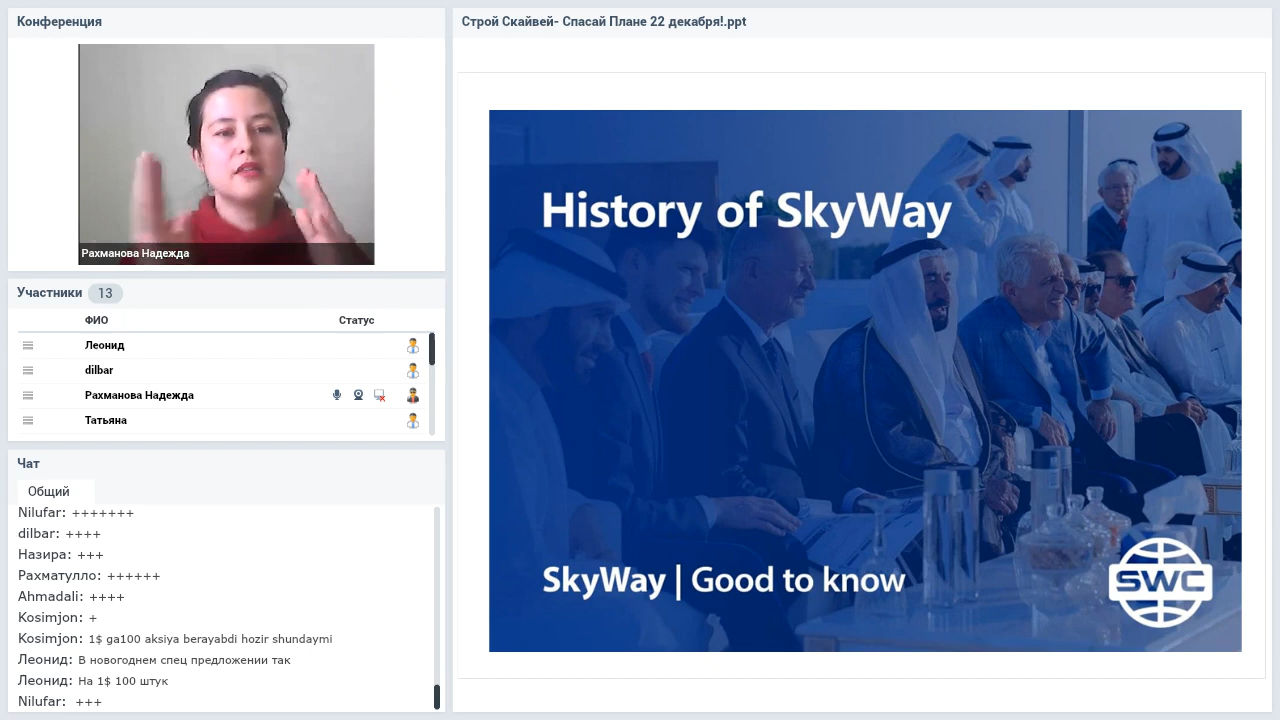 Конференция
Рахманова Надежда
Участники 13
ФИО Статус
Леонид
dilbar
Рахманова Надежда
Татьяна
Чат
Общий
Nilufar: +++++++
dilbar: ++++
Назира: +++
Рахматулло: ++++++
Ahmadali: ++++
Kosimjon: +
Kosimjon: 1$ ga100 aksiya berayabdi hozir shundaymi
Леонид: В новогоднем спец предложении так
Леонид: На 1$ 100 штук
Nilufar: +++
Строй Скайвей- Спасай Плане 22 декабря!.ppt
History of SkyWay
SkyWay | Good to know
SWC